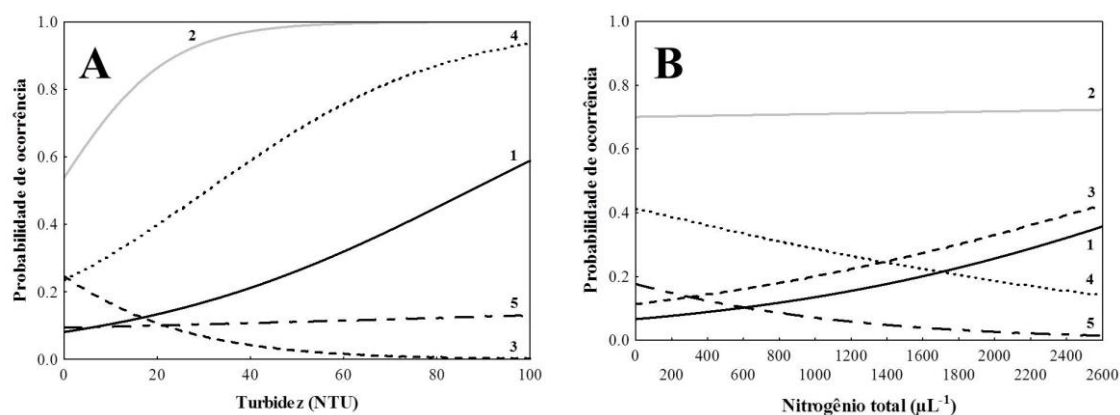 A
Probabilidade de ocorrência
1.0
0.8
0.6
0.4
0.2
0.0
2
4
1
5
3
0 20 40 60 80 100
Turbidez (NTU)
B
Probabilidade de ocorrência
1.0
0.8
0.6
0.4
0.2
0.0
2
3
1
4
5
0 400 800 1200 1600 2000 2400
200 600 1000 1400 1800 2200 2600
Nitrogênio total (µL⁻¹)